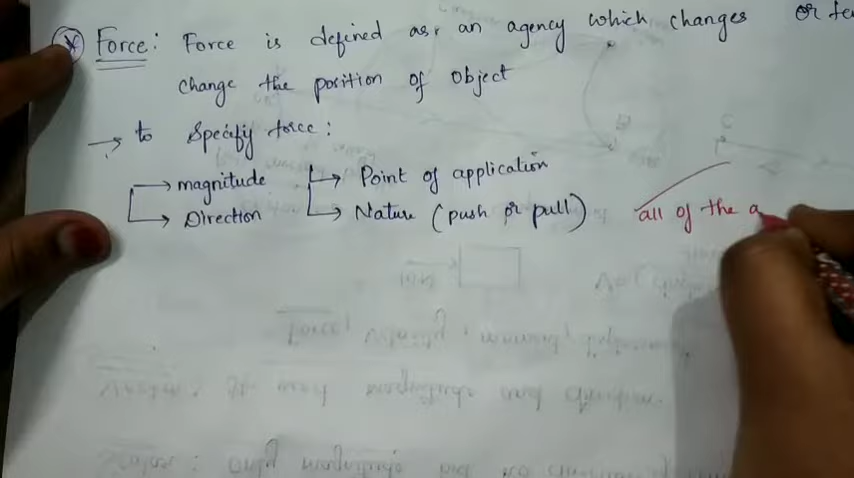 Force: Force is defined as, an agency which changes or te
change the position of object
→ to Specify force:
→ magnitude → Point of application
→ Direction → Nature (push or pull) all of the a